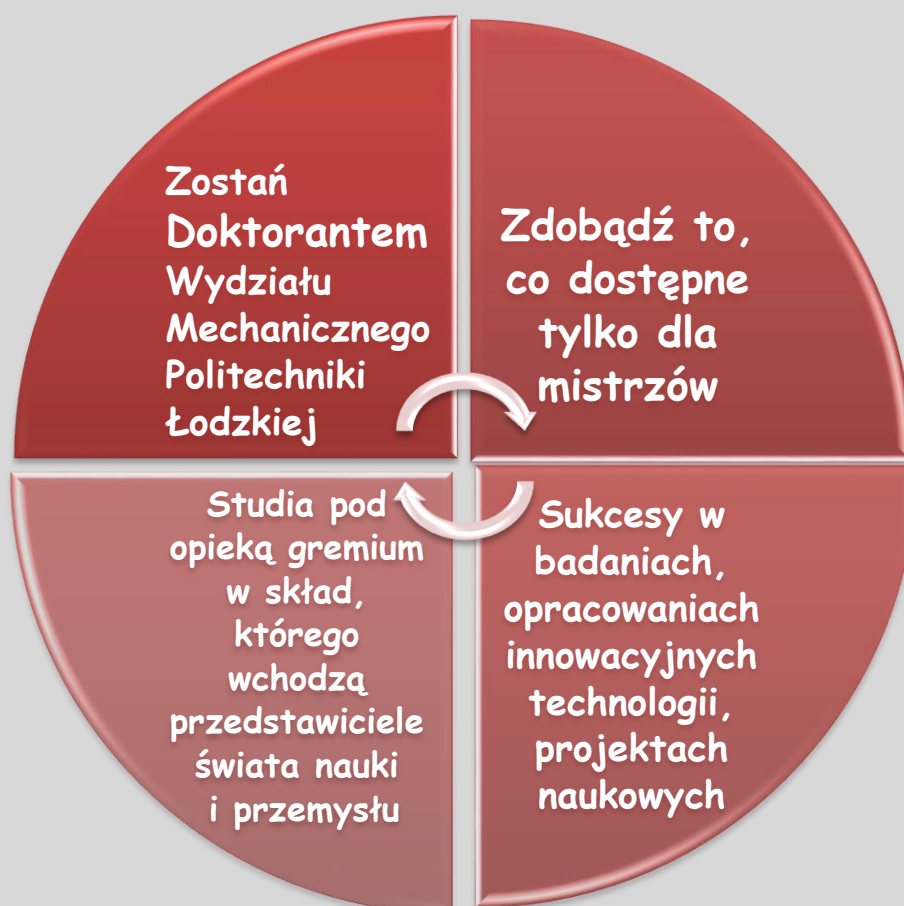 Zostań
Doktorantem
Wydziału
Mechanicznego
Politechniki
Łodzkiej
Zdobądź to,
co dostępne
tylko dla
mistrzów
Studia pod
opieką gremium
w skład,
którego
wchodzą
przedstawiciele
świata nauki
i przemysłu
Sukcesy w
badaniach,
opracowaniach
innowacyjnych
technologii,
projektach
naukowych